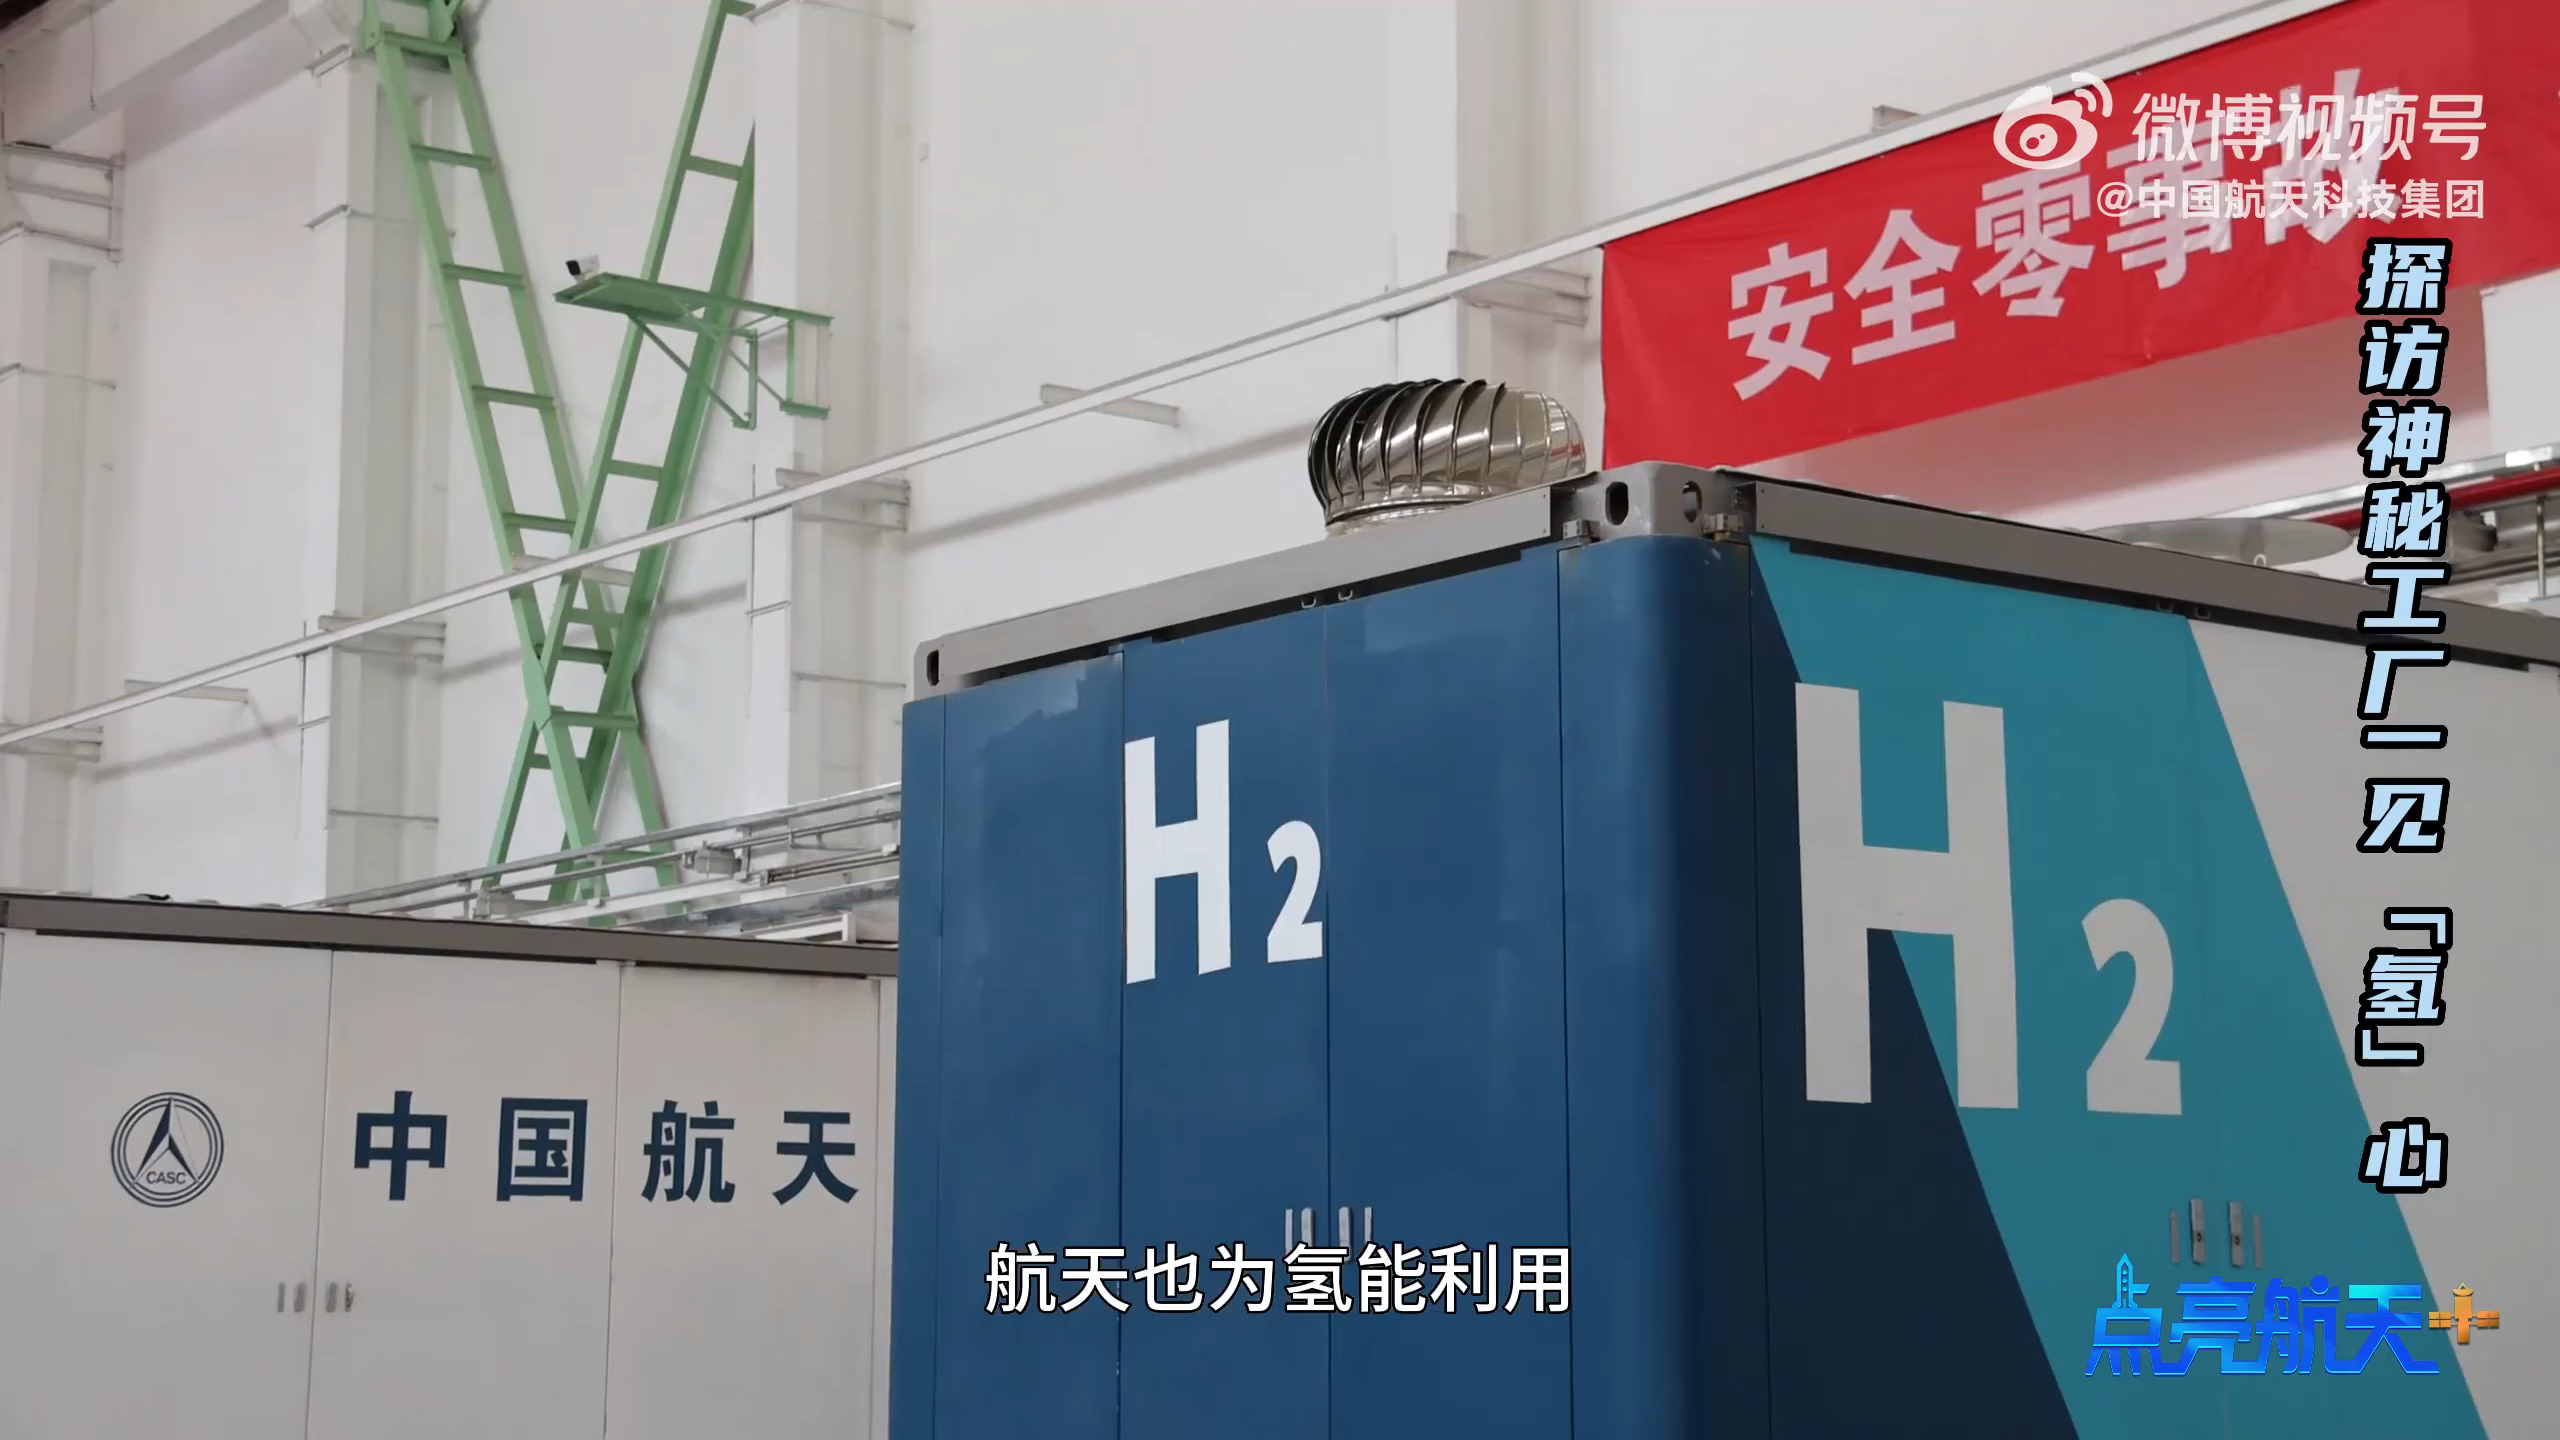 微博视频号
@中国航天科技集团
安全零事故
探访神秘工厂一见「氢」心
H2
H2
CASC
中国航天
航天也为氢能利用
点亮航天+